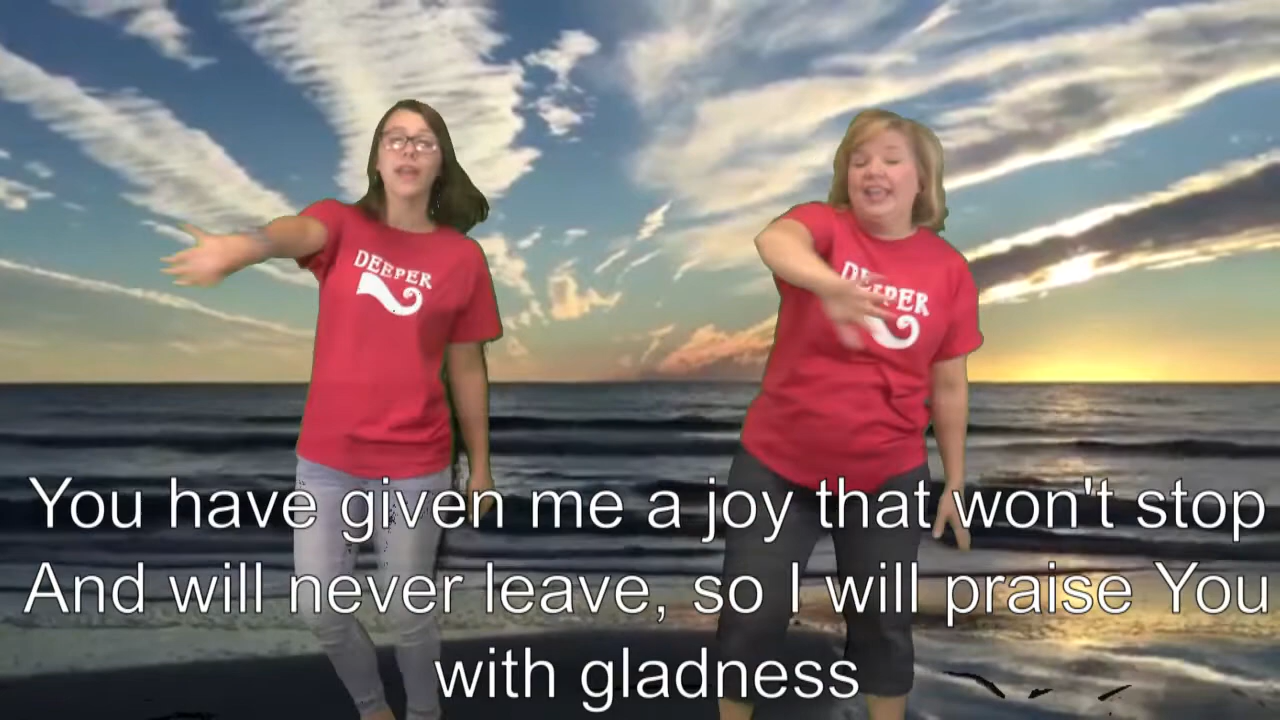 DEEPER
DEEPER
You have given me a joy that won't stop
And will never leave, so I will praise You
with gladness